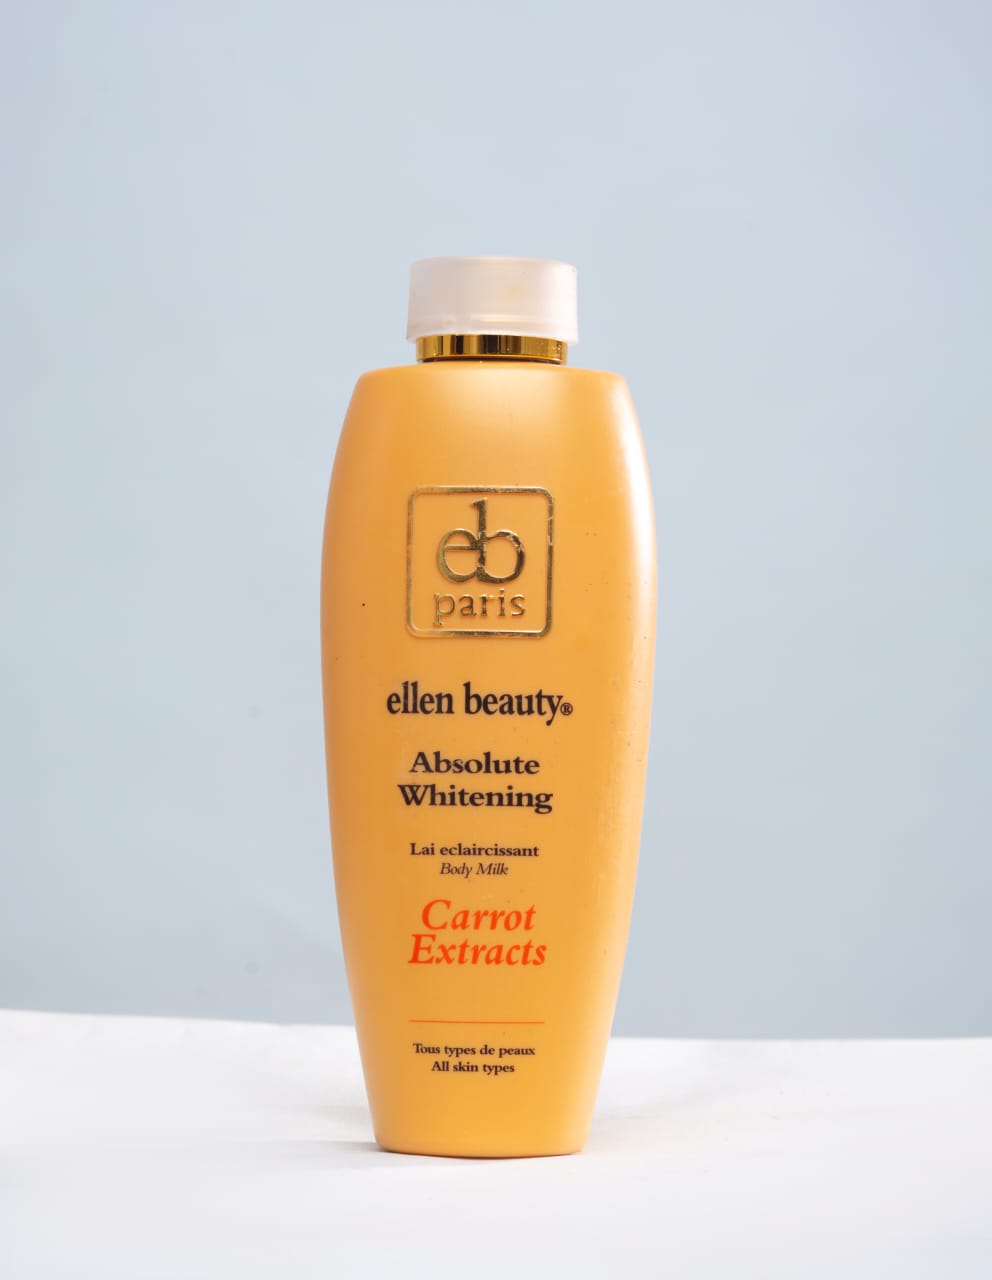 eb
paris
ellen beauty®
Absolute
Whitening
Lai eclaircissant
Body Milk
Carrot
Extracts
Tous types de peaux
All skin types